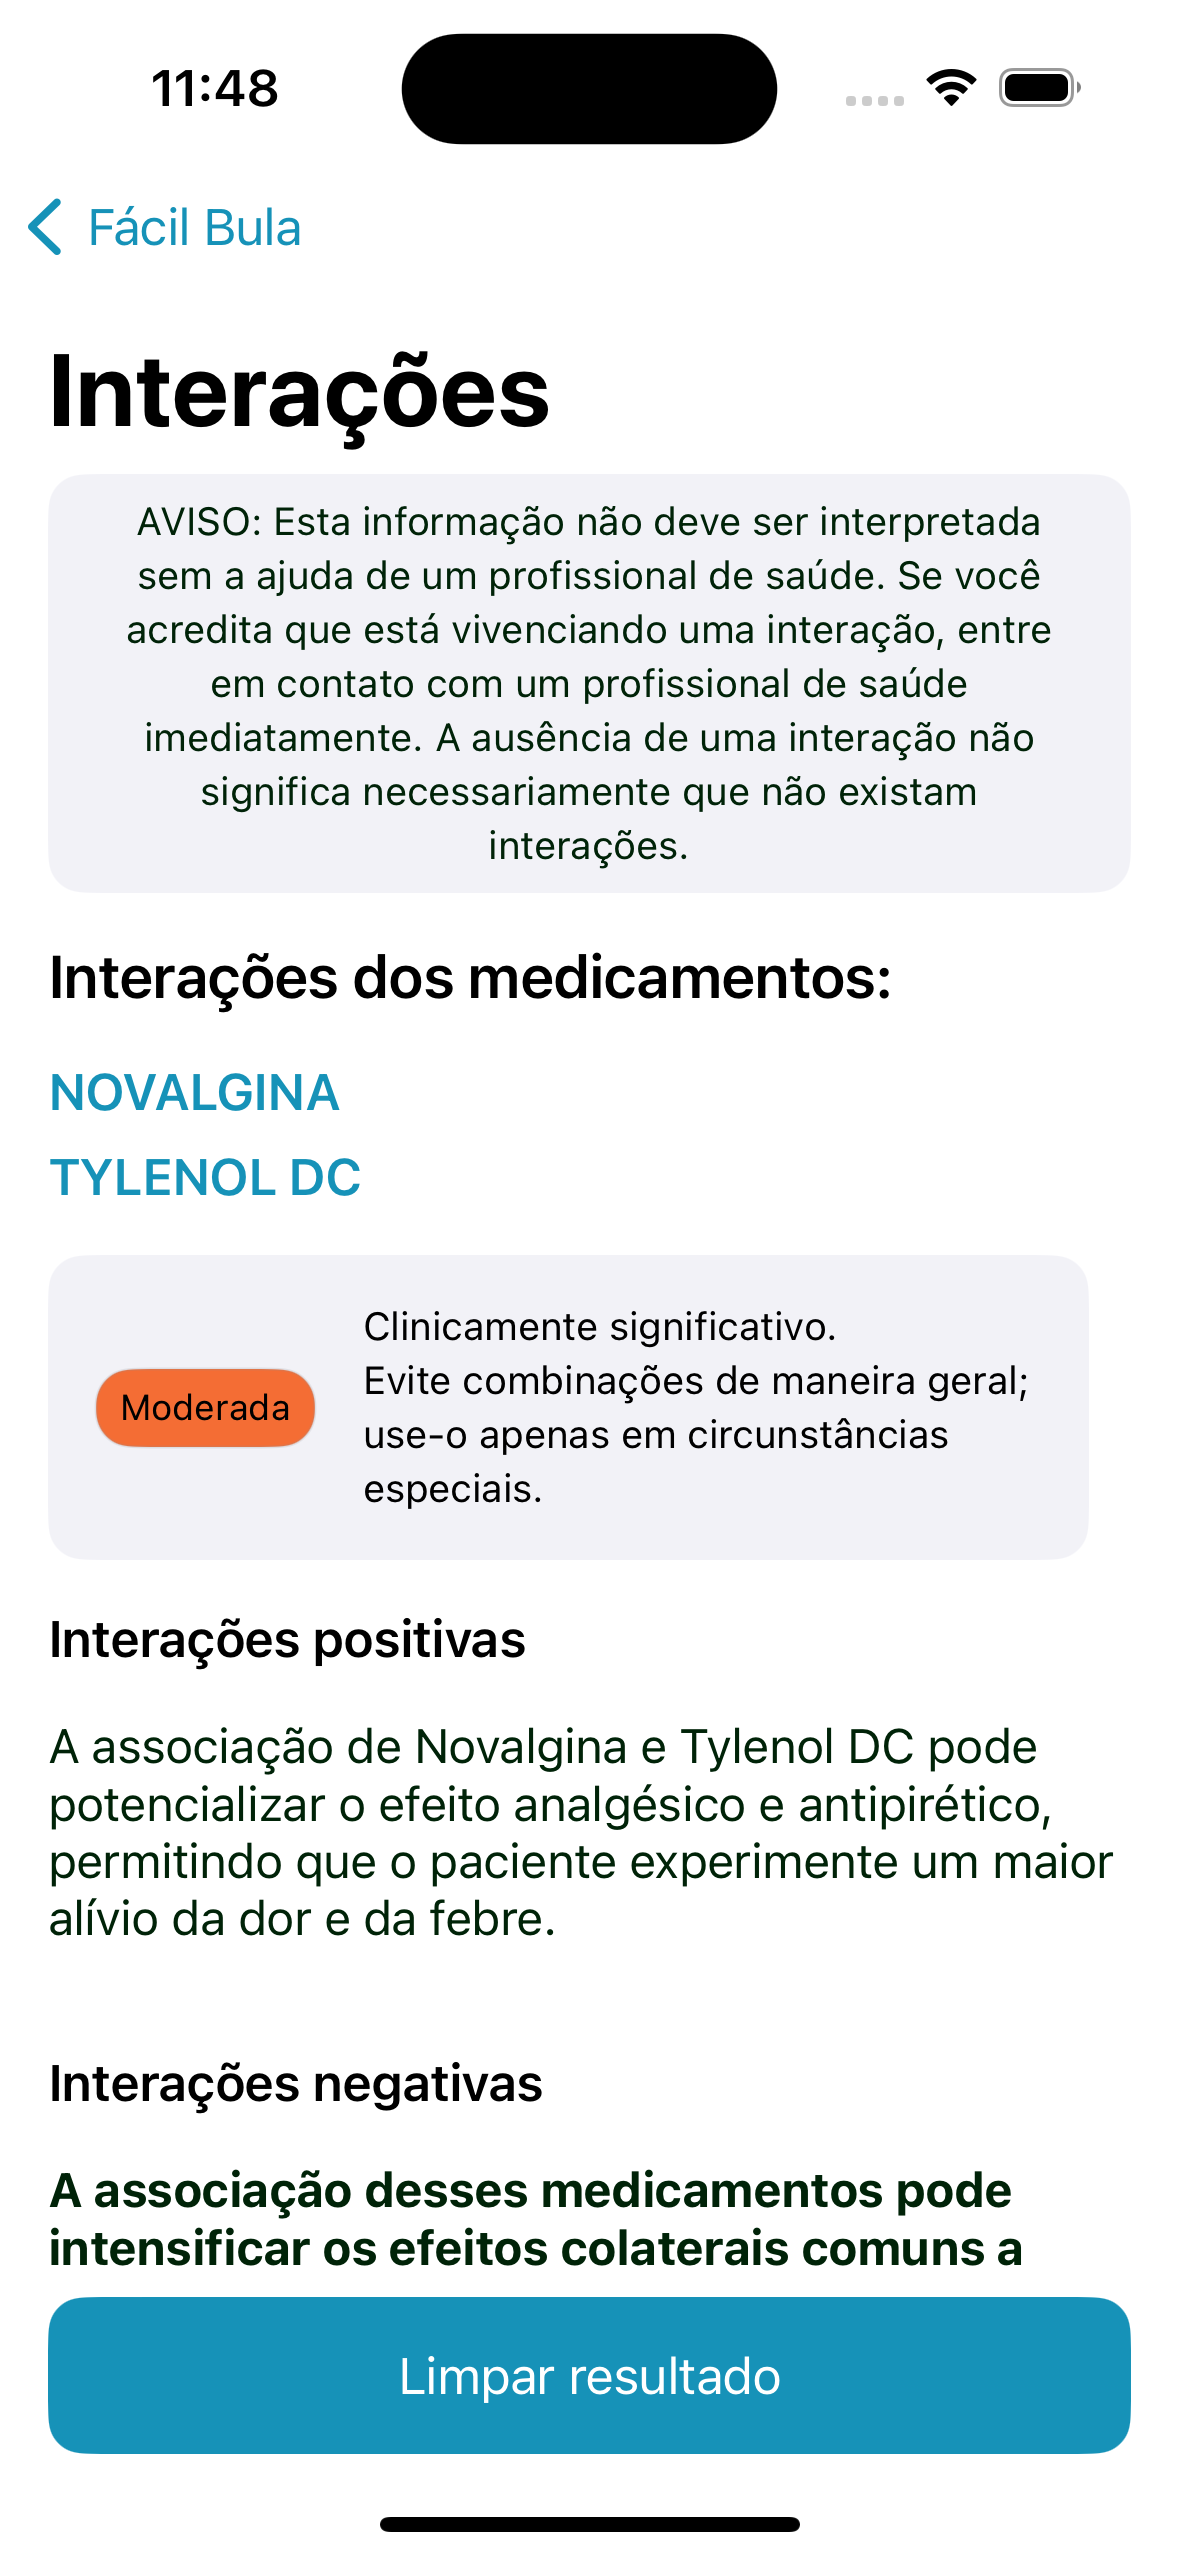 11:48
Fácil Bula
Interações
AVISO: Esta informação não deve ser interpretada
sem a ajuda de um profissional de saúde. Se você
acredita que está vivenciando uma interação, entre
em contato com um profissional de saúde
imediatamente. A ausência de uma interação não
significa necessariamente que não existam
interações.
Interações dos medicamentos:
NOVALGINA
TYLENOL DC
Moderada
Clinicamente significativo.
Evite combinações de maneira geral;
use-o apenas em circunstâncias
especiais.
Interações positivas
A associação de Novalgina e Tylenol DC pode
potencializar o efeito analgésico e antipirético,
permitindo que o paciente experimente um maior
alívio da dor e da febre.
Interações negativas
A associação desses medicamentos pode
intensificar os efeitos colaterais comuns a
Limpar resultado